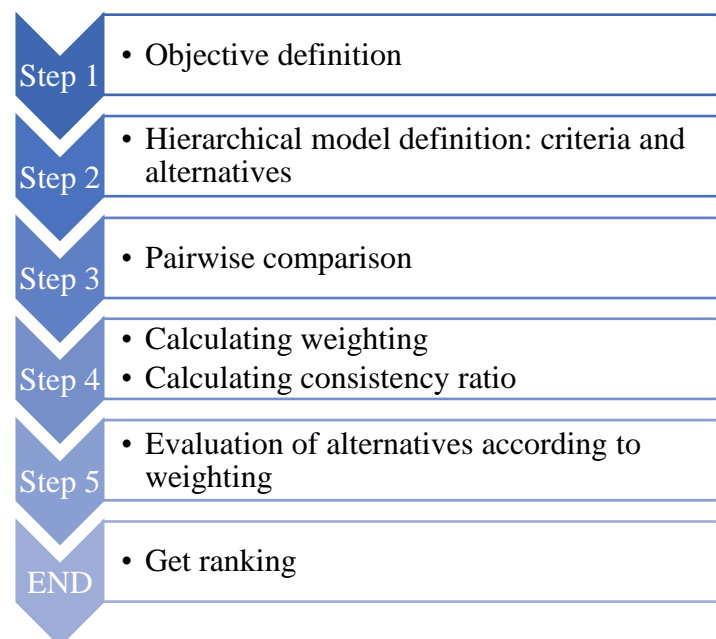 Step 1
• Objective definition
Step 2
• Hierarchical model definition: criteria and
alternatives
Step 3
• Pairwise comparison
Step 4
• Calculating weighting
• Calculating consistency ratio
Step 5
• Evaluation of alternatives according to
weighting
END
• Get ranking